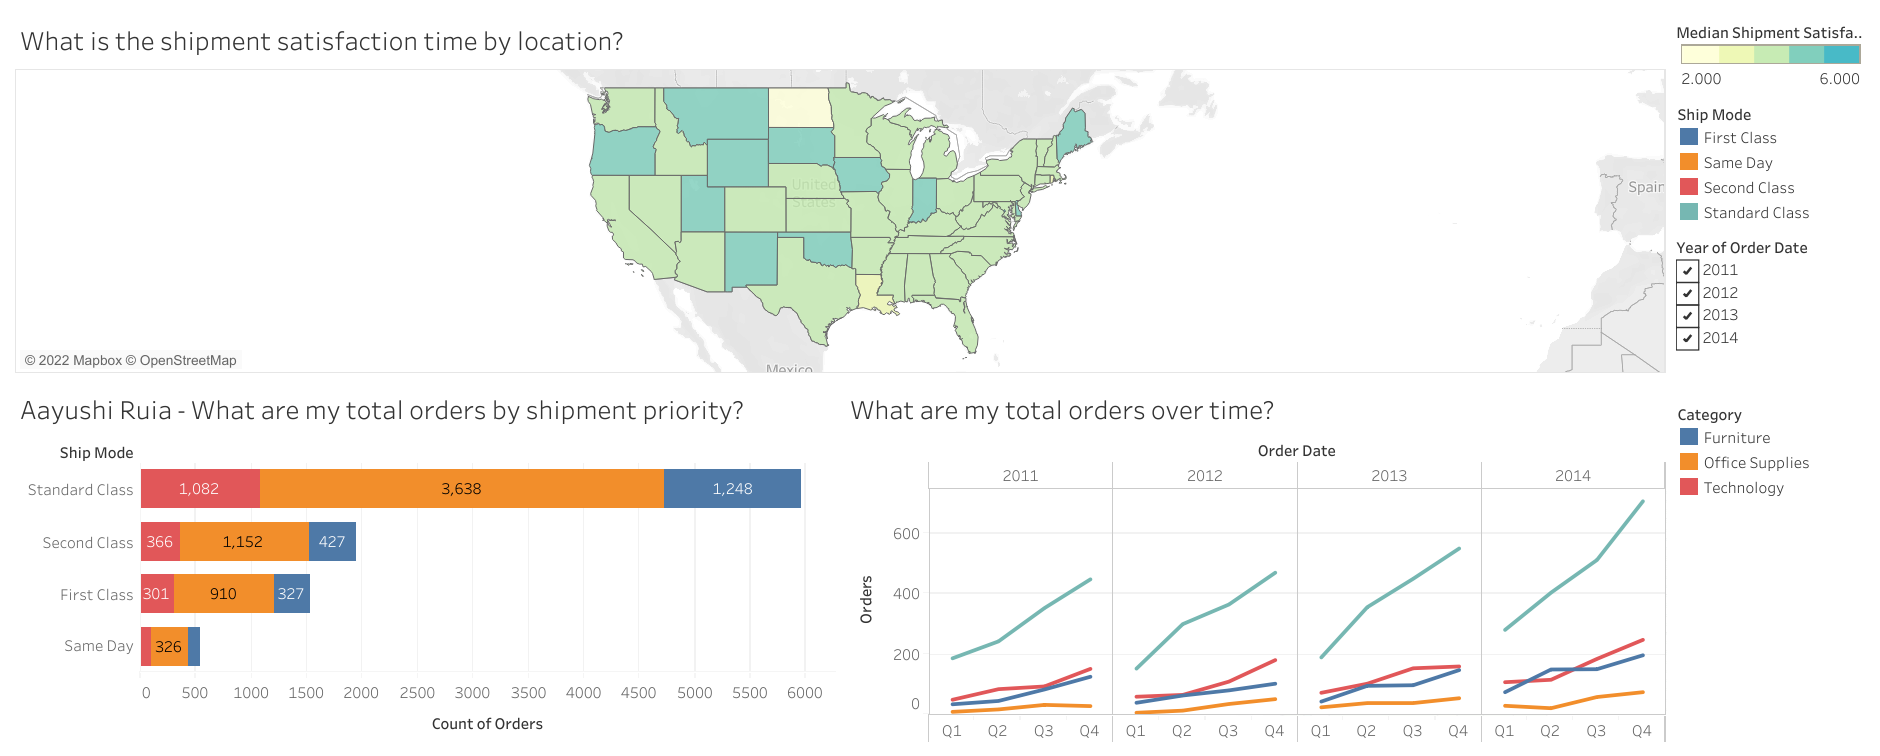 What is the shipment satisfaction time by location?
United
States
Mexico
Spain
© 2022 Mapbox © OpenStreetMap
Median Shipment Satisfa..
2.000 6.000
Ship Mode
First Class
Same Day
Second Class
Standard Class
Year of Order Date
2011
2012
2013
2014
Aayushi Ruia - What are my total orders by shipment priority?
Ship Mode
Standard Class 1,082 3,638 1,248
Second Class 366 1,152 427
First Class 301 910 327
Same Day 326
0 500 1000 1500 2000 2500 3000 3500 4000 4500 5000 5500 6000
Count of Orders
What are my total orders over time?
Order Date
2011 2012 2013 2014
Orders
600
400
200
0
Q1 Q2 Q3 Q4 Q1 Q2 Q3 Q4 Q1 Q2 Q3 Q4 Q1 Q2 Q3 Q4
Category
Furniture
Office Supplies
Technology